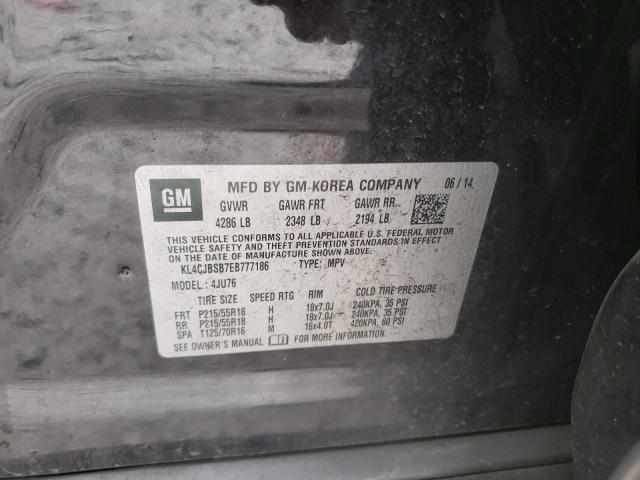 GM
MFD BY GM KOREA COMPANY 06/14
GVWR GAWR FRT GAWR RR
4286 LB 2348 LB 2194 LB
THIS VEHICLE CONFORMS TO ALL APPLICABLE U.S. FEDERAL MOTOR
VEHICLE SAFETY AND THEFT PREVENTION STANDARDS IN
EFFECT ON THE DATE OF MANUFACTURE SHOWN ABOVE.
KL4CJBSB7EB777186 TYPE: MPV
MODEL: 4JU76
TIRE SIZE SPEED RTG RIM COLD TIRE PRESSURE
FRT P215/55R18 H 18x7.0J 240KPA, 35 PSI
RR P215/55R18 H 18x7.0J 240KPA, 35 PSI
SPA T125/70R16 M 16x4.0T 420KPA, 60 PSI
SEE OWNER'S MANUAL FOR MORE INFORMATION.